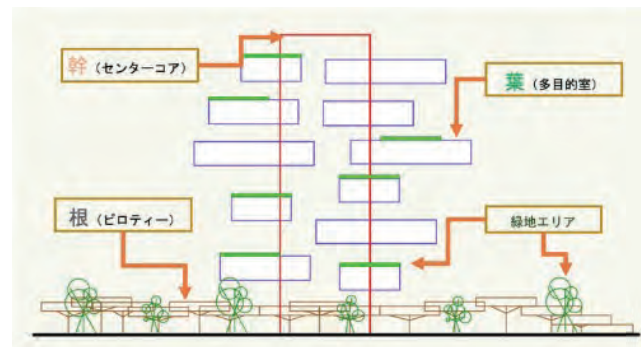 幹（センターコア）
葉（多目的室）
根（ピロティー）
緑地エリア